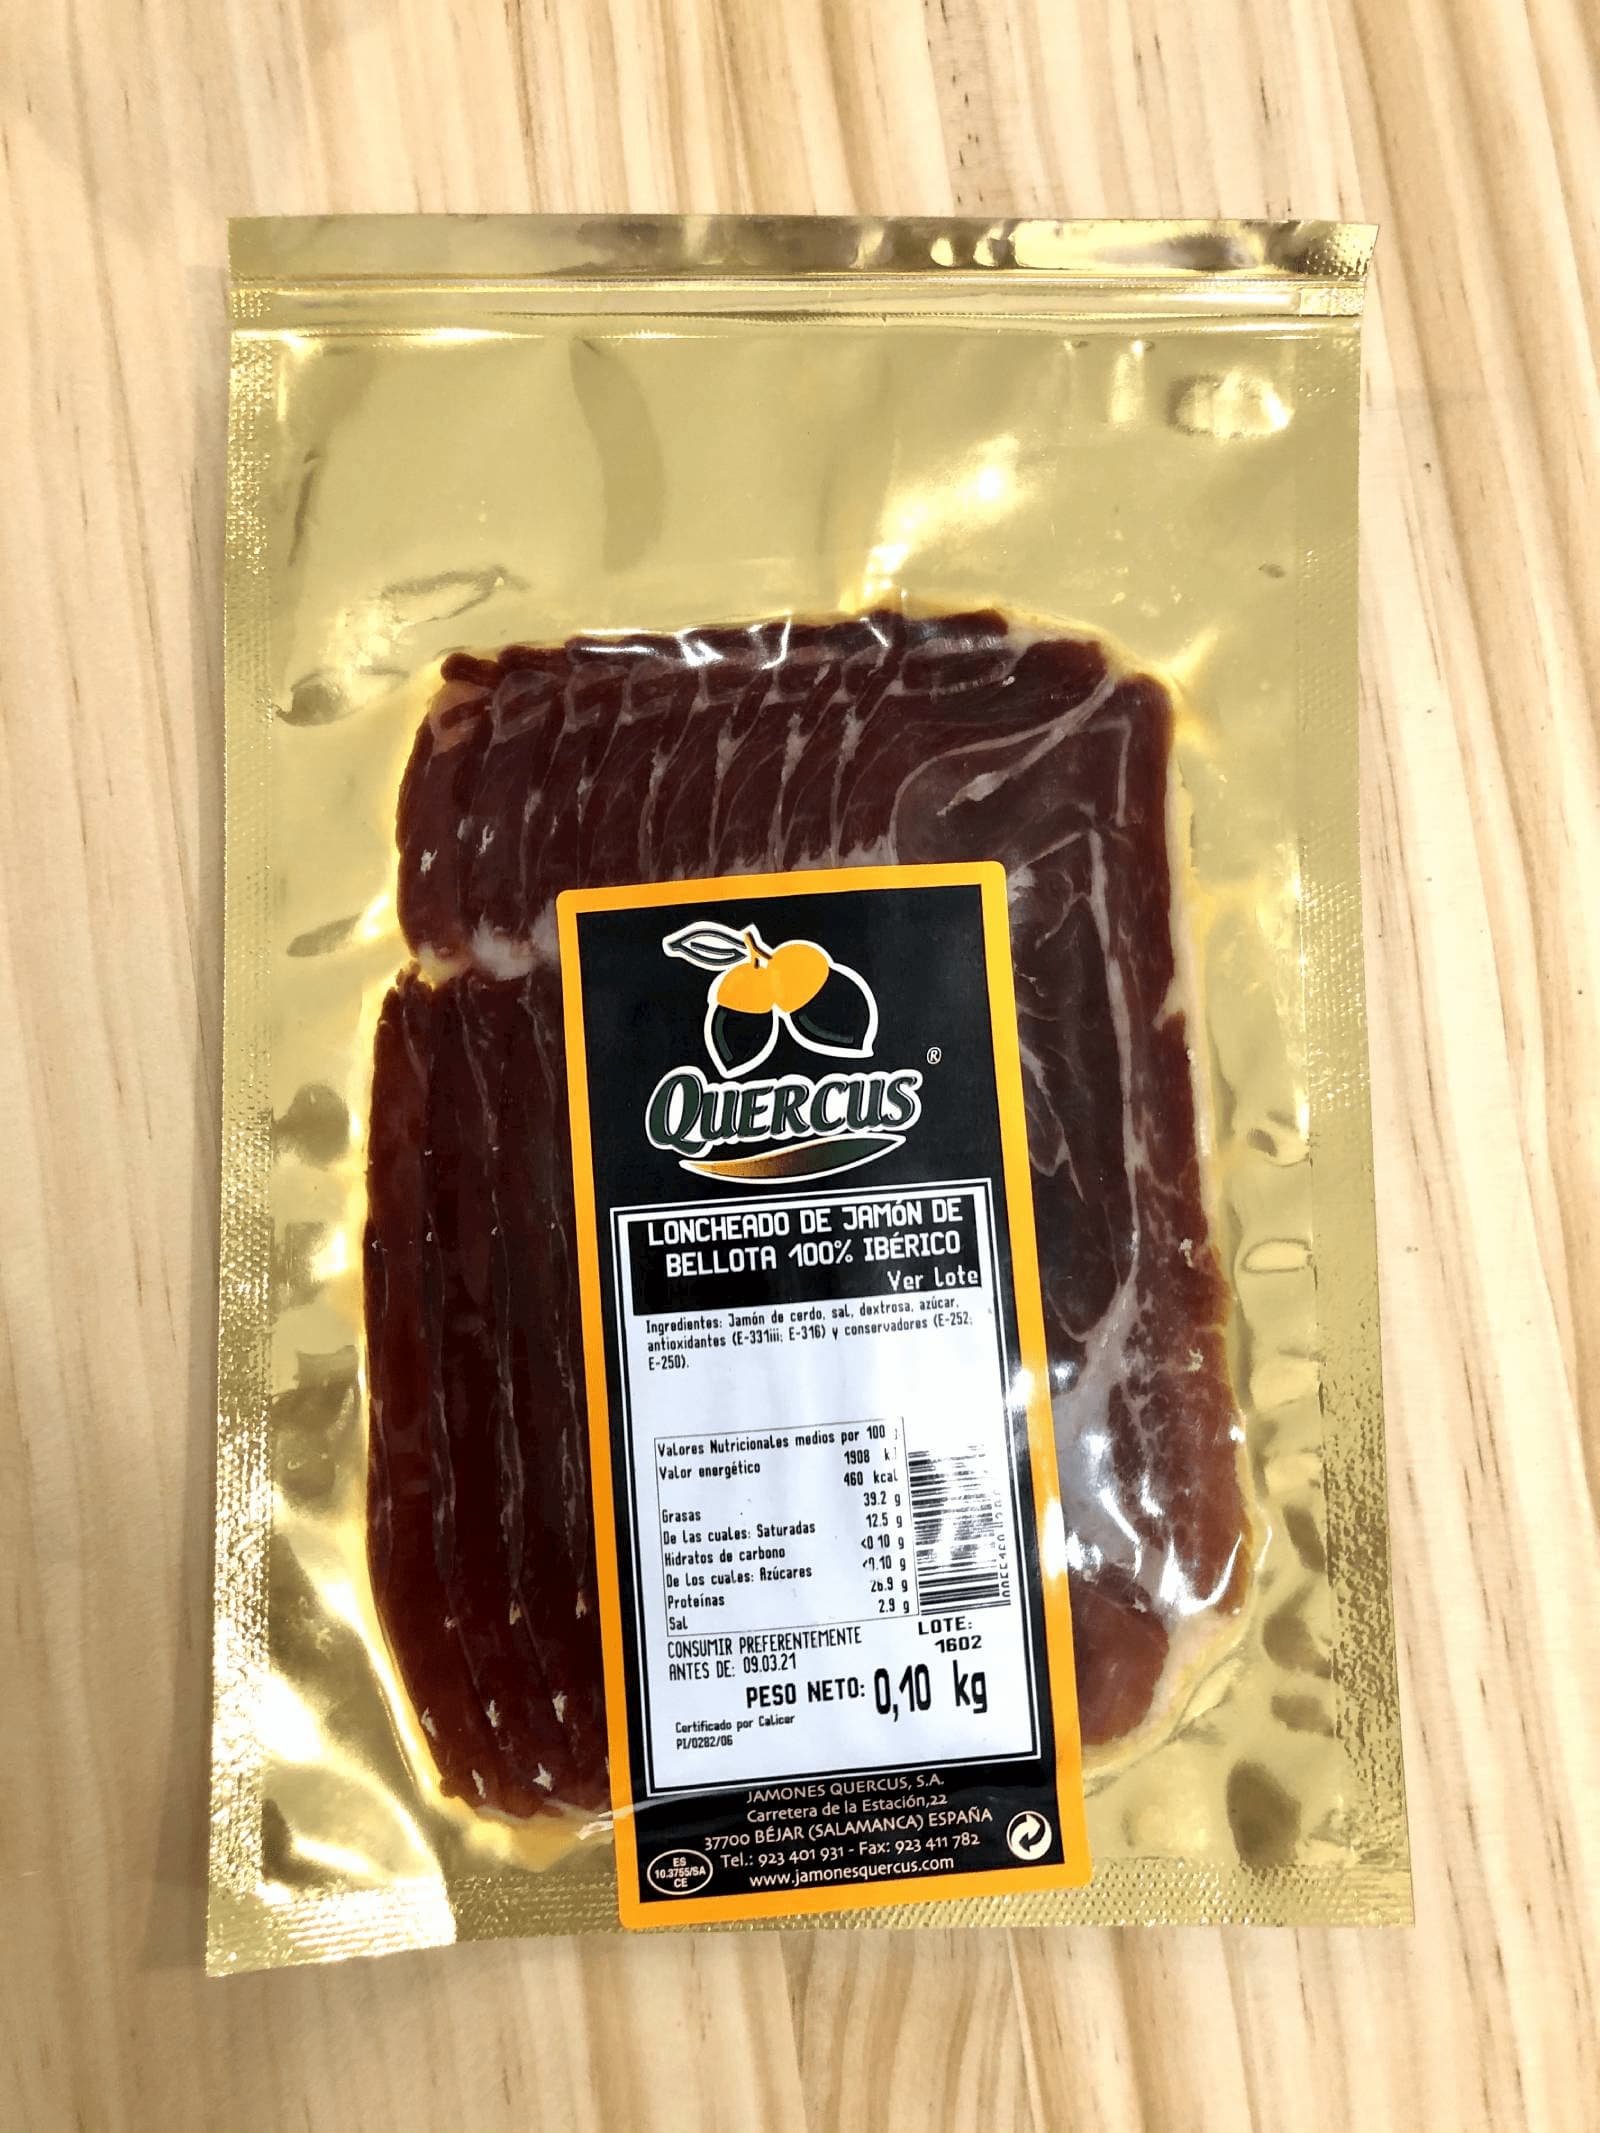 QUERCUS ®
LONCHEADO DE JAMÓN DE
BELLOTA 100% IBÉRICO
Ver Lote
Ingredientes: Jamón de cerdo, sal, dextrosa, azúcar,
antioxidantes (E-331iii; E-316) y conservadores (E-252;
E-250).
Valores Nutricionales medios por 100
Valor energético 1908 kJ
460 kcal
Grasas 39.2 g
De las cuales: Saturadas 12.5 g
Hidratos de carbono <0.10 g
De los cuales: Azúcares <0.10 g
Proteínas 26.9 g
Sal 2.9 g
CONSUMIR PREFERENTEMENTE
ANTES DE: 09.03.21
LOTE:
1602
PESO NETO: 0,10 kg
Certificado por Calicer
PI/0282/06
JAMONES QUERCUS, S.A.
Carretera de la Estación,22
37700 BÉJAR (SALAMANCA) ESPAÑA
Tel.: 923 401 931 - Fax: 923 411 782
www.jamonesquercus.com
ES
10.3755/SA
CE